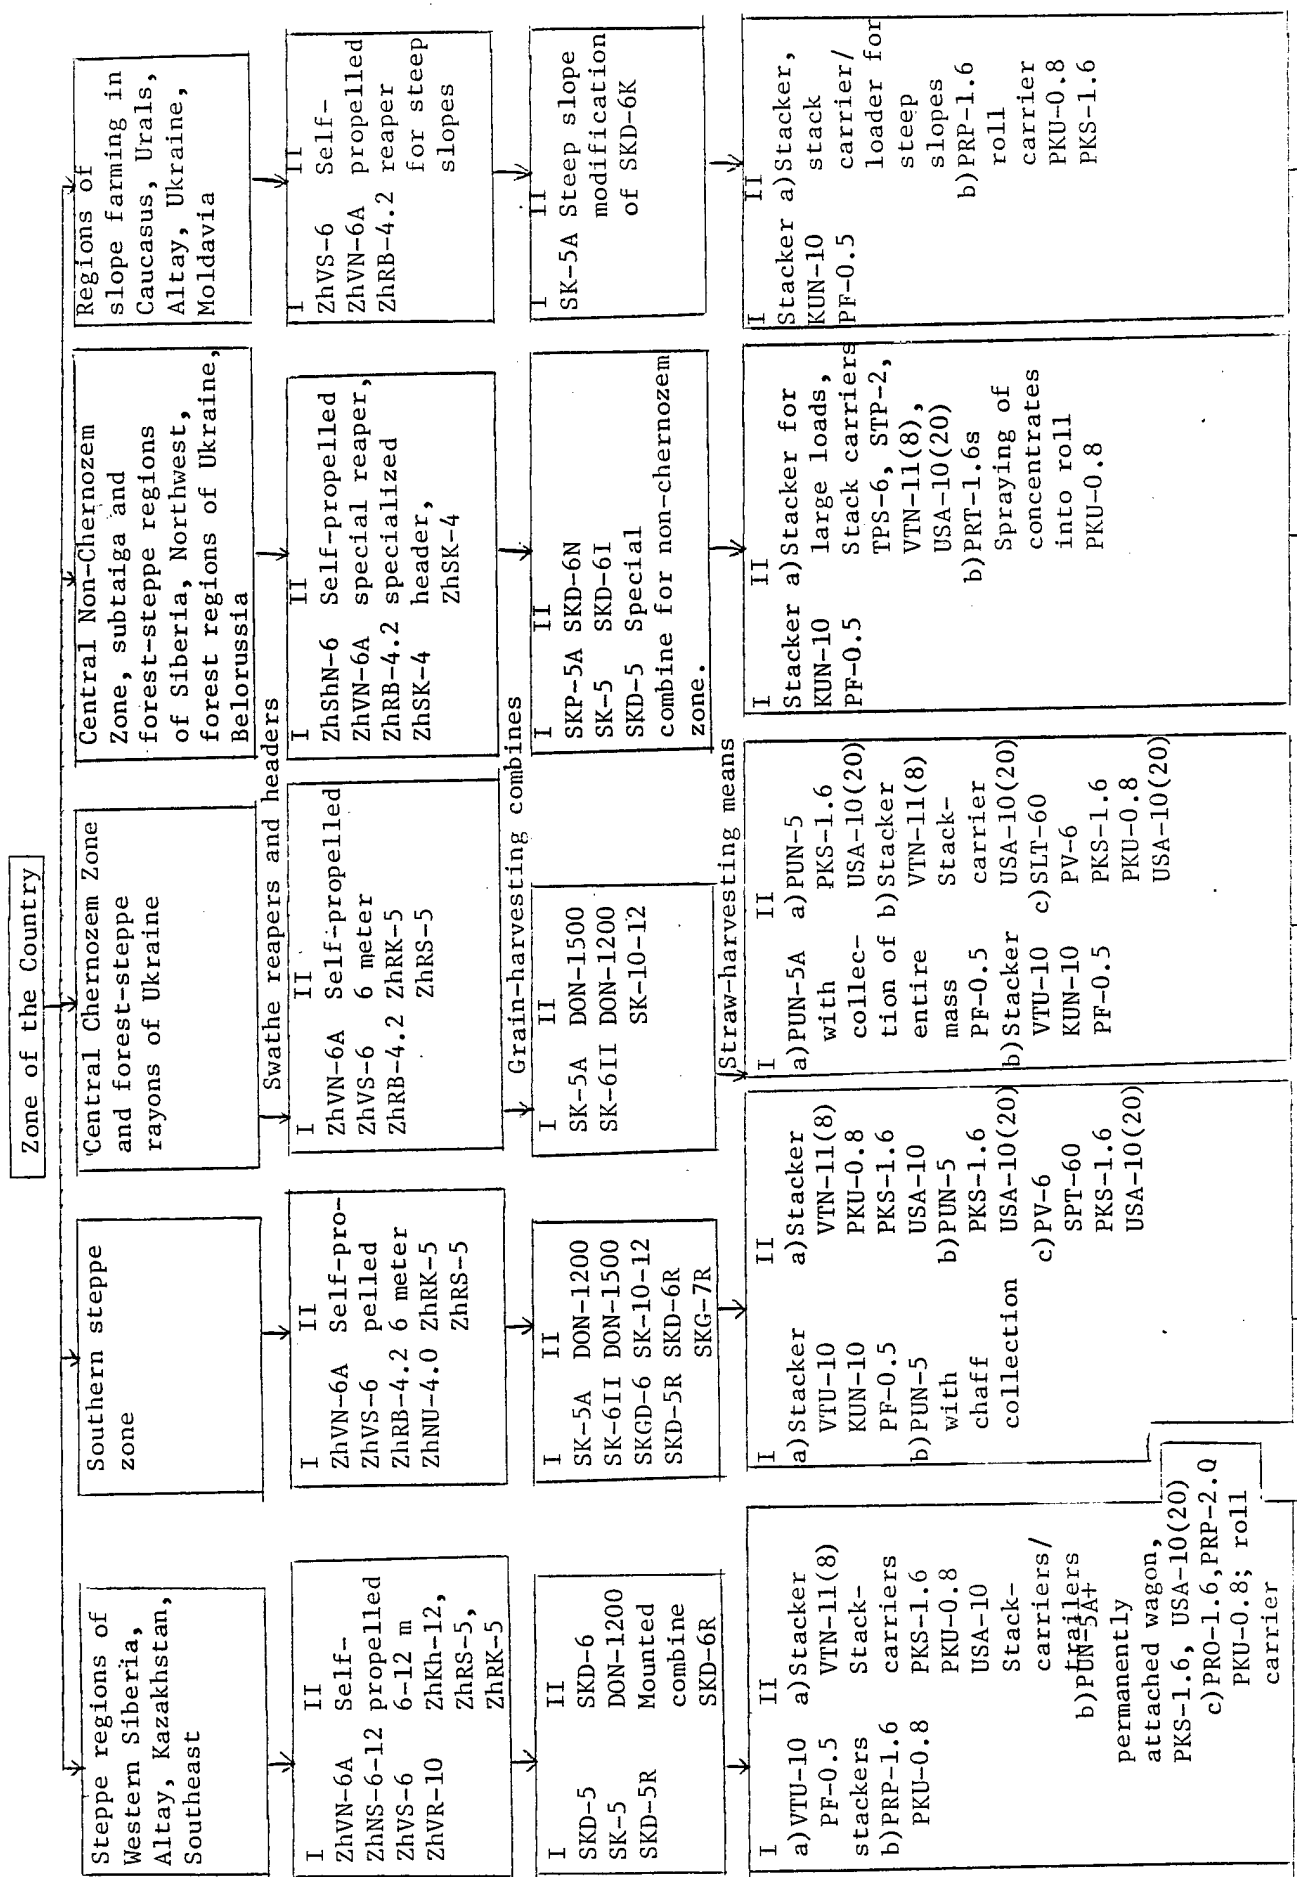 Zone of the Country
Steppe regions of
Western Siberia,
Altay, Kazakhstan,
Southeast
Southern steppe
zone
Central Chernozem Zone
and forest-steppe
rayons of Ukraine
Central Non-Chernozem
Zone, subtaiga and
forest-steppe regions
of Siberia, Northwest,
forest regions of Ukraine,
Belorussia
Regions of
slope farming in
Caucasus, Urals,
Altay, Ukraine,
Moldavia
Swathe reapers and headers
I II
ZhVN-6A Self-
ZhNS-6-12 propelled
ZhVS-6 6-12 m
ZhVR-10 ZhKh-12,
ZhRS-5,
ZhRK-5
I II
ZhVN-6A Self-pro-
ZhVS-6 pelled
ZhRB-4.2 6 meter
ZhNU-4.0 ZhRK-5
ZhRS-5
I II
ZhVN-6A Self-propelled
ZhVS-6 6 meter
ZhRB-4.2 ZhRK-5
ZhRS-5
I II
ZhShN-6 Self-propelled
ZhVN-6A special reaper,
ZhRB-4.2 specialized
ZhSK-4 header,
ZhSK-4
I II
ZhVS-6 Self-
ZhVN-6A propelled
ZhRB-4.2 reaper
for steep
slopes
Grain-harvesting combines
I II
SKD-5 SKD-6
SK-5 DON-1200
SKD-5R Mounted
combine
SKD-6R
I II
SK-5A DON-1200
SK-6II DON-1500
SKGD-6 SK-10-12
SKD-5R SKD-6R
SKG-7R
I II
SK-5A DON-1500
SK-6II DON-1200
SK-10-12
I II
SKP-5A SKD-6N
SK-5 SKD-6I
SKD-5 Special
combine for non-chernozem
zone.
I II
SK-5A Steep slope
modification
of SKD-6K
Straw-harvesting means
I II
a)VTU-10 a)Stacker
PF-0.5 VTN-11(8)
stackers Stack-
b)PRP-1.6 carriers
PKU-0.8 PKS-1.6
PKU-0.8
USA-10
Stack-
carriers/
trailers
b)PUN-5A+
permanently
attached wagon,
PKS-1.6, USA-10(20)
c)PRO-1.6,PRP-2.Q
PKU-0.8; roll
carrier
I II
a)Stacker a)Stacker
VTU-10 VTN-11(8)
KUN-10 PKU-0.8
PF-0.5 PKS-1.6
b)PUN-5 USA-10
with b)PUN-5
chaff PKS-1.6
collection USA-10(20)
c)PV-6
SPT-60
PKS-1.6
USA-10(20)
I II
a)PUN-5A a)PUN-5
with PKS-1.6
collec- USA-10(20)
tion of b)Stacker
entire VTN-11(8)
mass Stack-
PF-0.5 carrier
b)Stacker USA-10(20)
VTU-10 c)SLT-60
KUN-10 PV-6
PF-0.5 PKS-1.6
PKU-0.8
USA-10(20)
I II
Stacker a)Stacker for
KUN-10 large loads,
PF-0.5 Stack carriers
TPS-6, STP-2,
VTN-11(8),
USA-10(20)
b)PRT-1.6s
Spraying of
concentrates
into roll
PKU-0.8
I II
Stacker a)Stacker,
KUN-10 stack
PF-0.5 carrier/
loader for
steep
slopes
b)PRP-1.6
roll
carrier
PKU-0.8
PKS-1.6